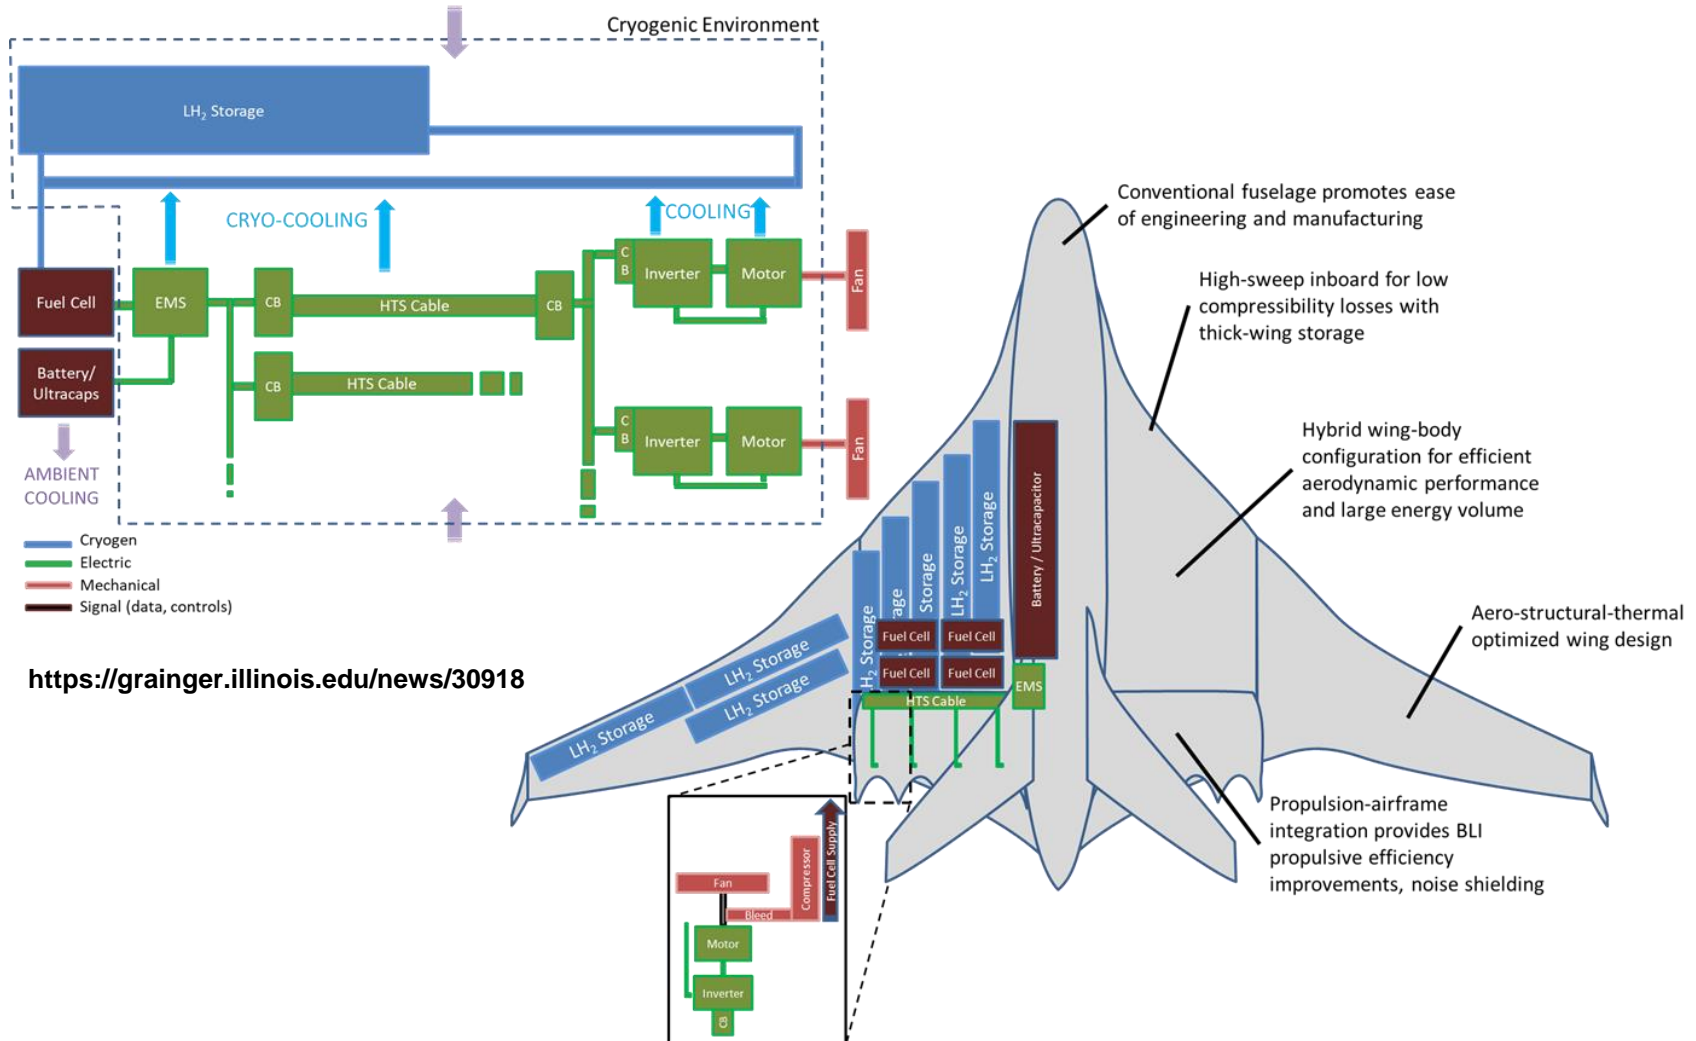 Cryogenic Environment
LH₂ Storage
CRYO-COOLING
COOLING
Fuel Cell
EMS
CB
HTS Cable
CB
C
B
Inverter
Motor
Fan
Battery/
Ultracaps
CB
HTS Cable
C
B
Inverter
Motor
Fan
AMBIENT
COOLING
Cryogen
Electric
Mechanical
Signal (data, controls)
https://grainger.illinois.edu/news/30918
Conventional fuselage promotes ease
of engineering and manufacturing
High-sweep inboard for low
compressibility losses with
thick-wing storage
Hybrid wing-body
configuration for efficient
aerodynamic performance
and large energy volume
Aero-structural-thermal
optimized wing design
Propulsion-airframe
integration provides BLI
propulsive efficiency
improvements, noise shielding
LH₂ Storage
LH₂ Storage
LH₂ Storage
H₂ Storage
rage
Storage
LH₂ Storage
LH₂ Storage
Battery / Ultracapacitor
Fuel Cell
Fuel Cell
Fuel Cell
Fuel Cell
EMS
HTS Cable
Fan
Bleed
Compressor
Fuel Cell Supply
Motor
Inverter
CB